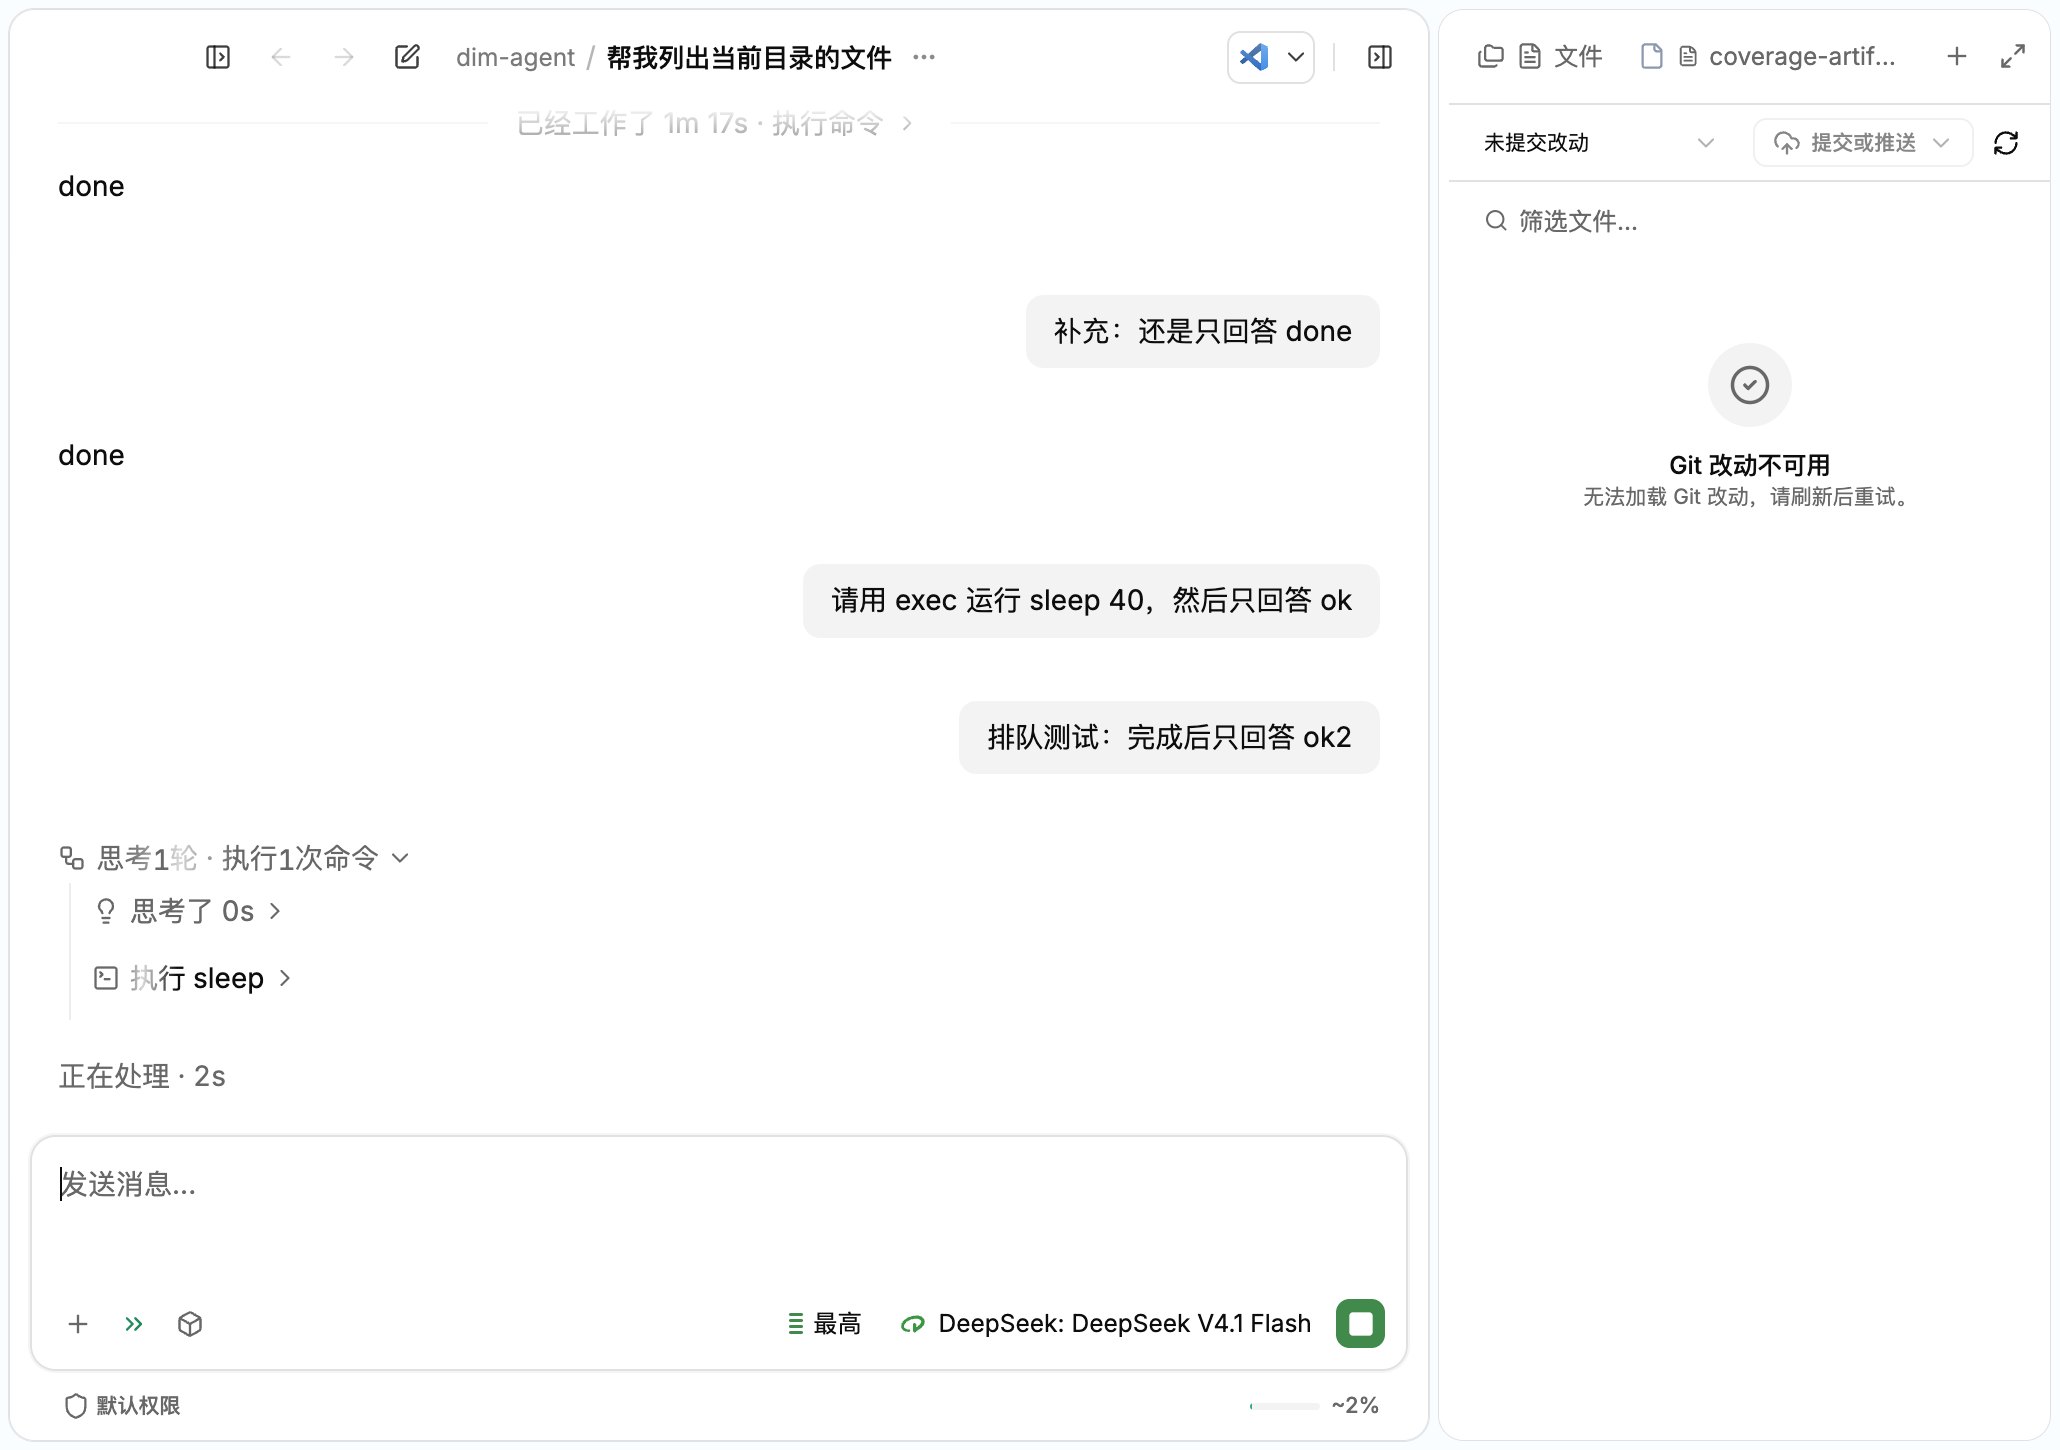 dim-agent / 帮我列出当前目录的文件 ···
已经工作了 1m 17s · 执行命令
done
补充：还是只回答 done
done
请用 exec 运行 sleep 40，然后只回答 ok
排队测试：完成后只回答 ok2
思考1轮 · 执行1次命令
思考了 0s
执行 sleep
正在处理 · 2s
发送消息...
最高
DeepSeek: DeepSeek V4.1 Flash
默认权限
~2%
文件
coverage-artif...
未提交改动
提交或推送
筛选文件...
Git 改动不可用
无法加载 Git 改动，请刷新后重试。